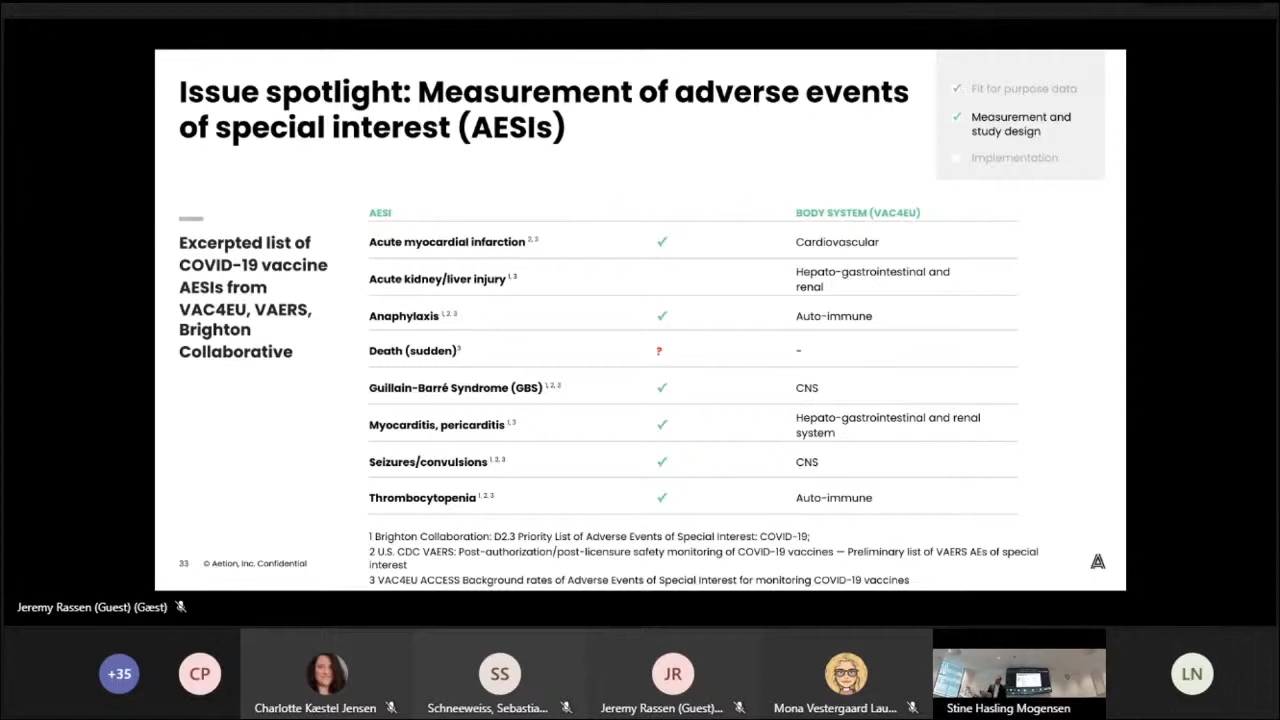 Issue spotlight: Measurement of adverse events
of special interest (AESIs)
✓ Fit for purpose data
✓ Measurement and
study design
Implementation
Excerpted list of
COVID-19 vaccine
AESIs from
VAC4EU, VAERS,
Brighton
Collaborative
AESI BODY SYSTEM (VAC4EU)
Acute myocardial infarction 2, 3 ✓ Cardiovascular
Acute kidney/liver injury 1, 3 Hepato-gastrointestinal and
renal
Anaphylaxis 1, 2, 3 ✓ Auto-immune
Death (sudden)3 ? -
Guillain-Barré Syndrome (GBS) 1, 2, 3 ✓ CNS
Myocarditis, pericarditis 1, 3 ✓ Hepato-gastrointestinal and renal
system
Seizures/convulsions 1, 2, 3 ✓ CNS
Thrombocytopenia 1, 2, 3 ✓ Auto-immune
1 Brighton Collaboration: D2.3 Priority List of Adverse Events of Special Interest: COVID-19;
2 U.S. CDC VAERS: Post-authorization/post-licensure safety monitoring of COVID-19 vaccines — Preliminary list of VAERS AEs of special
interest
3 VAC4EU ACCESS Background rates of Adverse Events of Special Interest for monitoring COVID-19 vaccines
33 © Aetion, Inc. Confidential
Jeremy Rassen (Guest) (Gæst)
+35 CP SS JR LN
Charlotte Kæstel Jensen Schneeweiss, Sebastia... Jeremy Rassen (Guest)... Mona Vestergaard Lau... Stine Hasling Mogensen